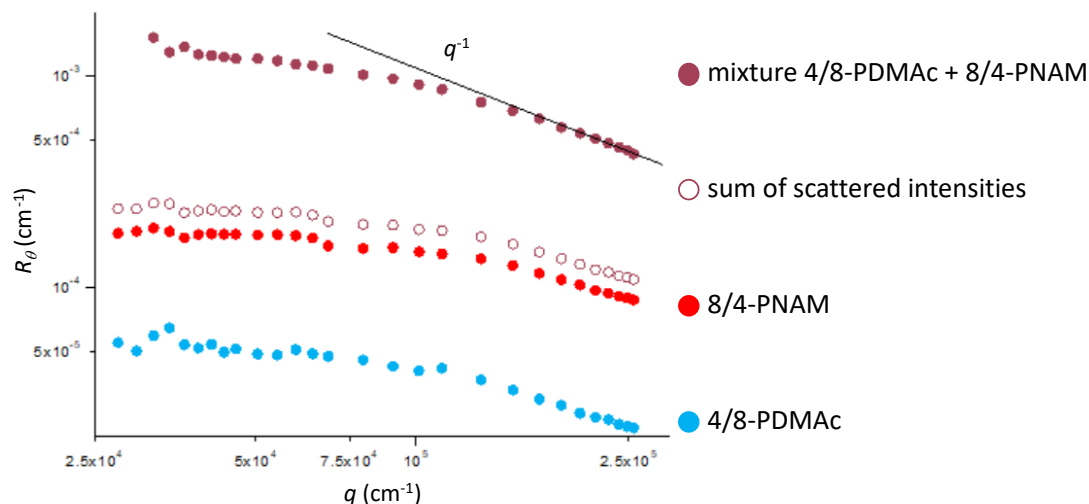 q⁻¹
10⁻³
5x10⁻⁴
10⁻⁴
5x10⁻⁵
R_θ (cm⁻¹)
2.5x10⁴
5x10⁴
7.5x10⁴
10⁵
2.5x10⁵
q (cm⁻¹)
mixture 4/8-PDMAc + 8/4-PNAM
sum of scattered intensities
8/4-PNAM
4/8-PDMAc